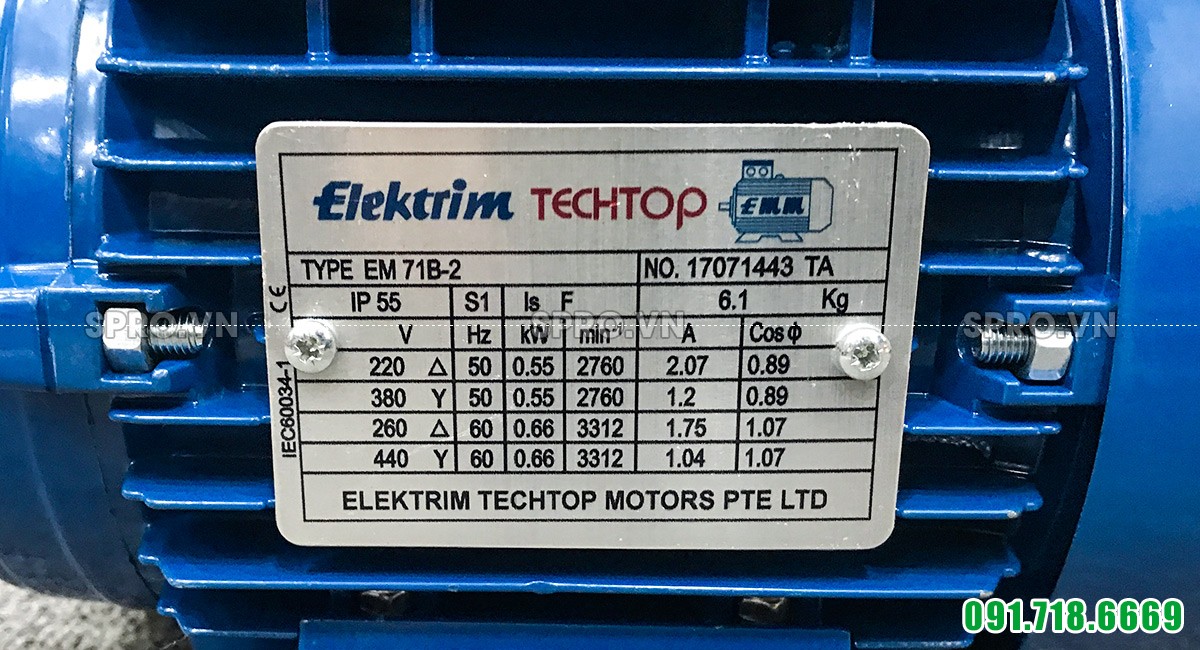 Elektrim TECHTOP EMM
TYPE EM 71B-2 NO. 17071443 TA
IP 55 S1 Is F 6.1 Kg
V Hz kW min⁻¹ A Cos ϕ
220 Δ 50 0.55 2760 2.07 0.89
380 Y 50 0.55 2760 1.2 0.89
260 Δ 60 0.66 3312 1.75 1.07
440 Y 60 0.66 3312 1.04 1.07
ELEKTRIM TECHTOP MOTORS PTE LTD
IEC60034-1 CE
SPRO.VN SPRO.VN SPRO.VN
091.718.6669